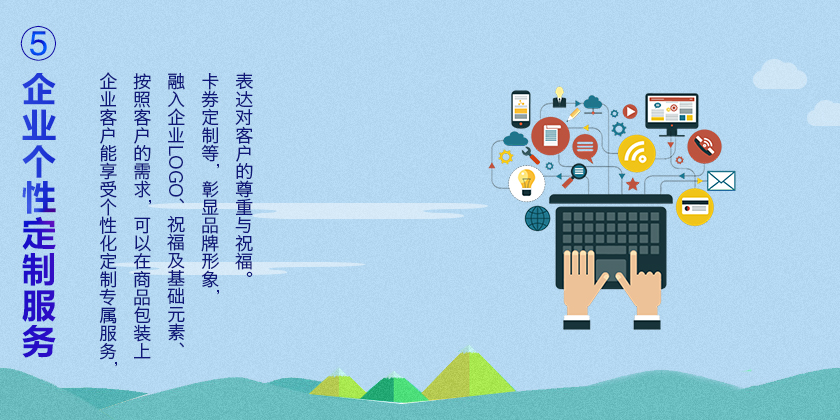 ⑤
企业个性定制服务
企业客户能享受个性化定制专属服务，
按照客户的需求，可以在商品包装上
融入企业LOGO、祝福及基础元素、
卡券定制等，彰显品牌形象，
表达对客户的尊重与祝福。